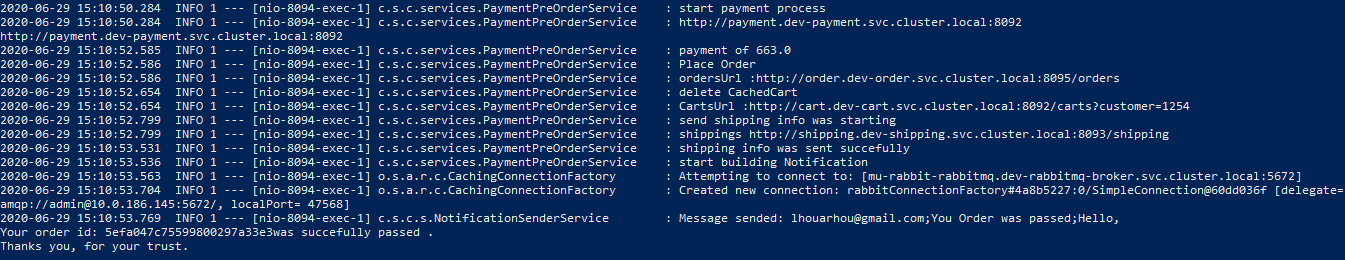 2020-06-29 15:10:50.284  INFO 1 --- [nio-8094-exec-1] c.s.c.services.PaymentPreOrderService    : start payment process
2020-06-29 15:10:50.284  INFO 1 --- [nio-8094-exec-1] c.s.c.services.PaymentPreOrderService    : http://payment.dev-payment.svc.cluster.local:8092
http://payment.dev-payment.svc.cluster.local:8092
2020-06-29 15:10:52.585  INFO 1 --- [nio-8094-exec-1] c.s.c.services.PaymentPreOrderService    : payment of 663.0
2020-06-29 15:10:52.586  INFO 1 --- [nio-8094-exec-1] c.s.c.services.PaymentPreOrderService    : Place Order
2020-06-29 15:10:52.586  INFO 1 --- [nio-8094-exec-1] c.s.c.services.PaymentPreOrderService    : ordersUrl :http://order.dev-order.svc.cluster.local:8095/orders
2020-06-29 15:10:52.654  INFO 1 --- [nio-8094-exec-1] c.s.c.services.PaymentPreOrderService    : delete CachedCart
2020-06-29 15:10:52.654  INFO 1 --- [nio-8094-exec-1] c.s.c.services.PaymentPreOrderService    : CartsUrl :http://cart.dev-cart.svc.cluster.local:8092/carts?customer=1254
2020-06-29 15:10:52.799  INFO 1 --- [nio-8094-exec-1] c.s.c.services.PaymentPreOrderService    : send shipping info was starting
2020-06-29 15:10:52.799  INFO 1 --- [nio-8094-exec-1] c.s.c.services.PaymentPreOrderService    : shippings http://shipping.dev-shipping.svc.cluster.local:8093/shipping
2020-06-29 15:10:53.531  INFO 1 --- [nio-8094-exec-1] c.s.c.services.PaymentPreOrderService    : shipping info was sent succefully
2020-06-29 15:10:53.536  INFO 1 --- [nio-8094-exec-1] c.s.c.services.PaymentPreOrderService    : start building Notification
2020-06-29 15:10:53.563  INFO 1 --- [nio-8094-exec-1] o.s.a.r.c.CachingConnectionFactory       : Attempting to connect to: [mu-rabbit-rabbitmq.dev-rabbitmq-broker.svc.cluster.local:5672]
2020-06-29 15:10:53.704  INFO 1 --- [nio-8094-exec-1] o.s.a.r.c.CachingConnectionFactory       : Created new connection: rabbitConnectionFactory#4a8b5227:0/SimpleConnection@60dd036f [delegate=
amqp://admin@10.0.186.145:5672/, localPort= 47568]
2020-06-29 15:10:53.769  INFO 1 --- [nio-8094-exec-1] c.s.c.s.NotificationSenderService        : Message sended: lhouarhou@gmail.com;You Order was passed;Hello,
Your order id: 5efa047c75599800297a33e3was succefully passed .
Thanks you, for your trust.